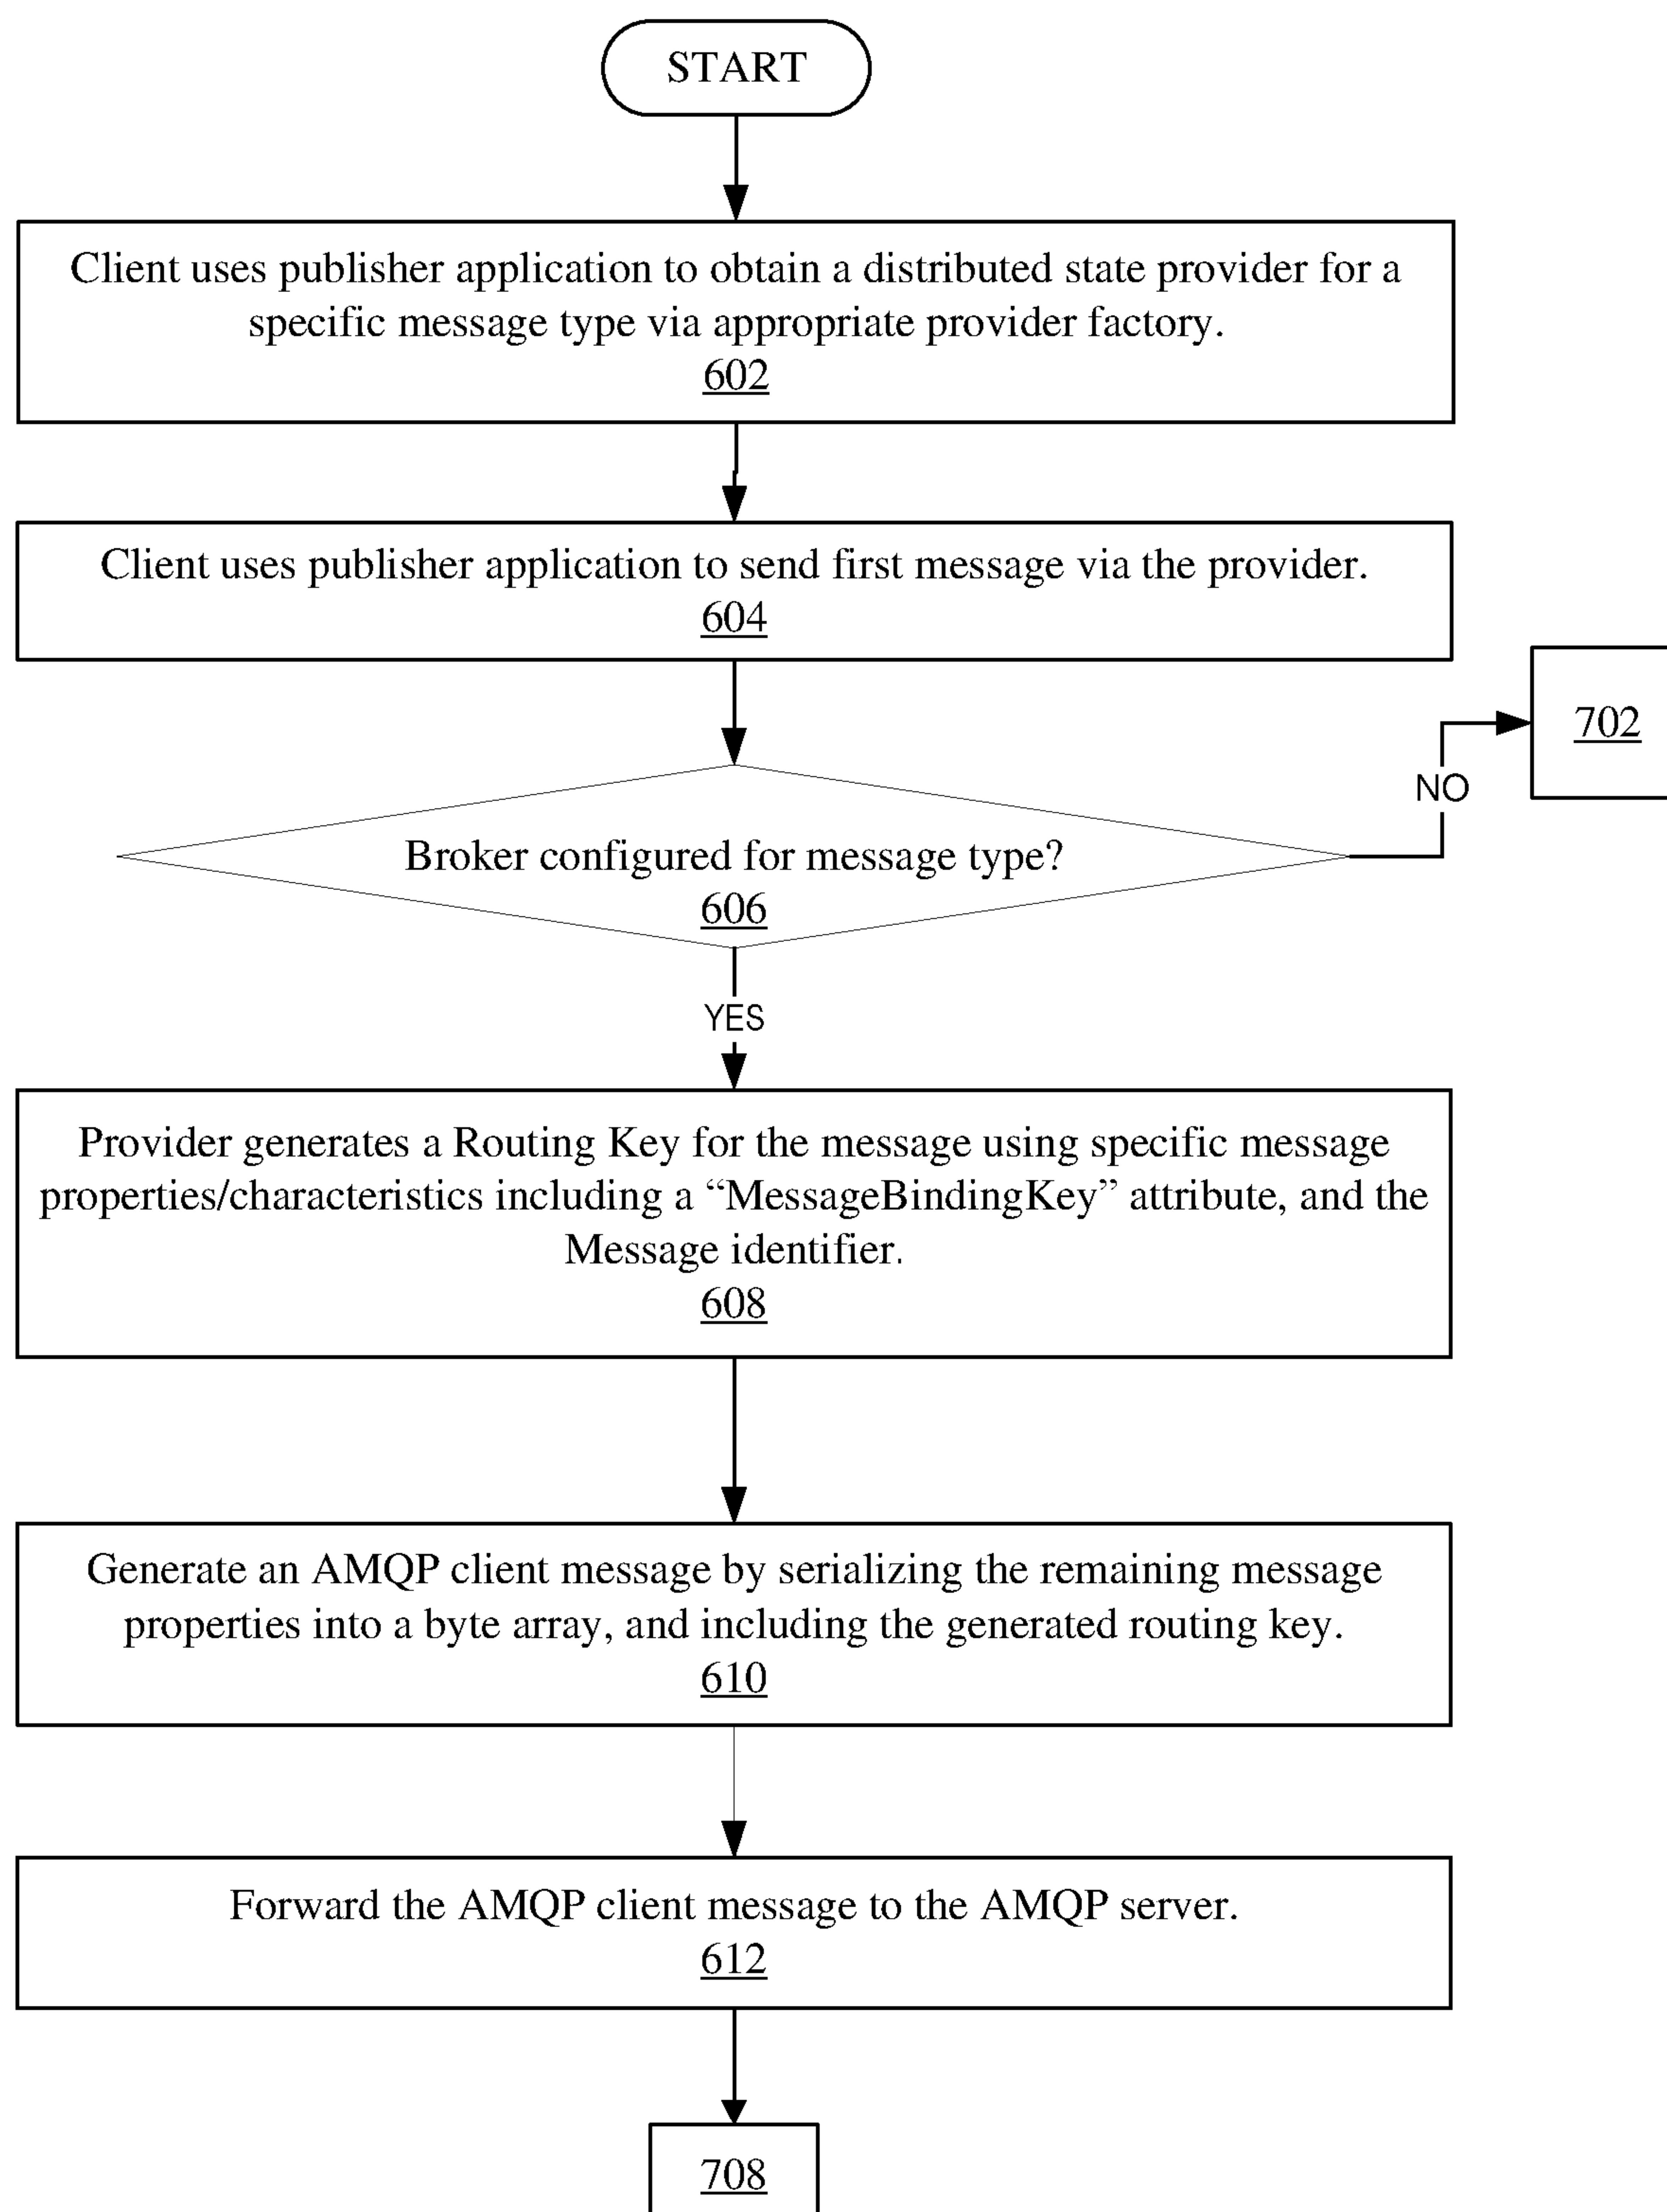 START
Client uses publisher application to obtain a distributed state provider for a
specific message type via appropriate provider factory.
602
Client uses publisher application to send first message via the provider.
604
702
NO
Broker configured for message type?
606
YES
Provider generates a Routing Key for the message using specific message
properties/characteristics including a “MessageBindingKey” attribute, and the
Message identifier.
608
Generate an AMQP client message by serializing the remaining message
properties into a byte array, and including the generated routing key.
610
Forward the AMQP client message to the AMQP server.
612
708